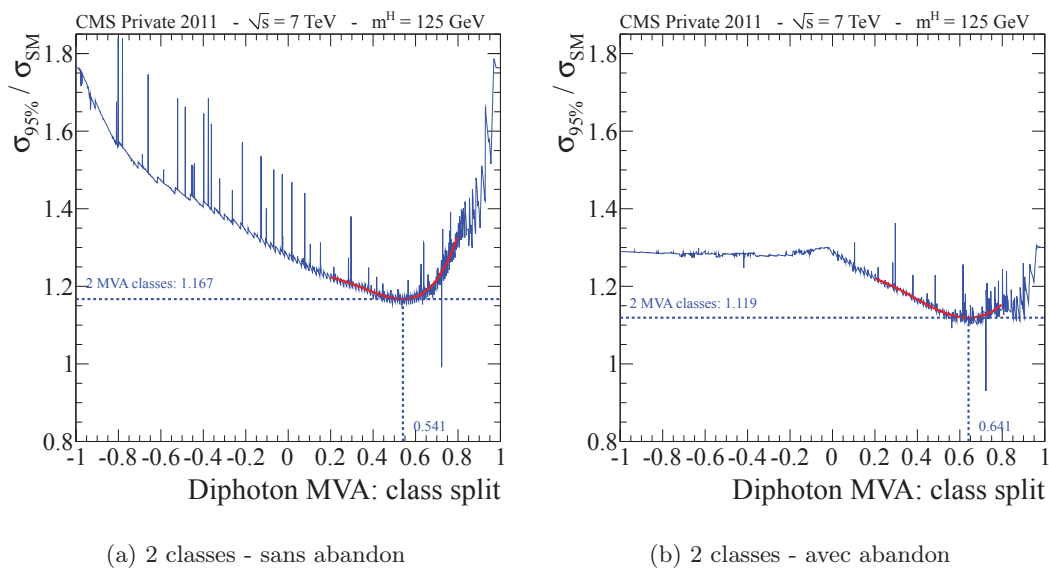 CMS Private 2011 - √s = 7 TeV - m^H = 125 GeV
σ95% / σSM
1.8
1.6
1.4
1.2
1
0.8
2 MVA classes: 1.167
0.541
-1 -0.8 -0.6 -0.4 -0.2 0 0.2 0.4 0.6 0.8 1
Diphoton MVA: class split
(a) 2 classes - sans abandon
CMS Private 2011 - √s = 7 TeV - m^H = 125 GeV
σ95% / σSM
1.8
1.6
1.4
1.2
1
0.8
2 MVA classes: 1.119
0.641
-1 -0.8 -0.6 -0.4 -0.2 0 0.2 0.4 0.6 0.8 1
Diphoton MVA: class split
(b) 2 classes - avec abandon